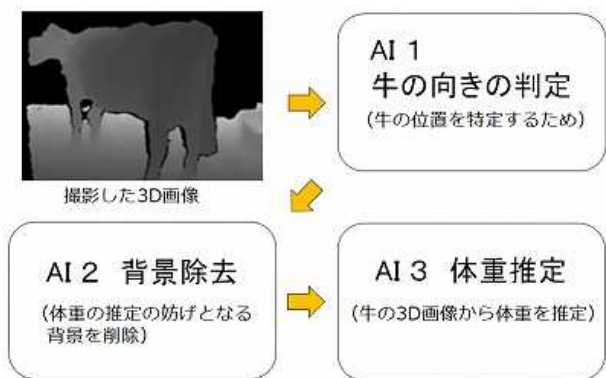 撮影した3D画像
AI 1
牛の向きの判定
(牛の位置を特定するため)
AI 2 背景除去
(体重の推定の妨げとなる
背景を削除)
AI 3 体重推定
(牛の3D画像から体重を推定)